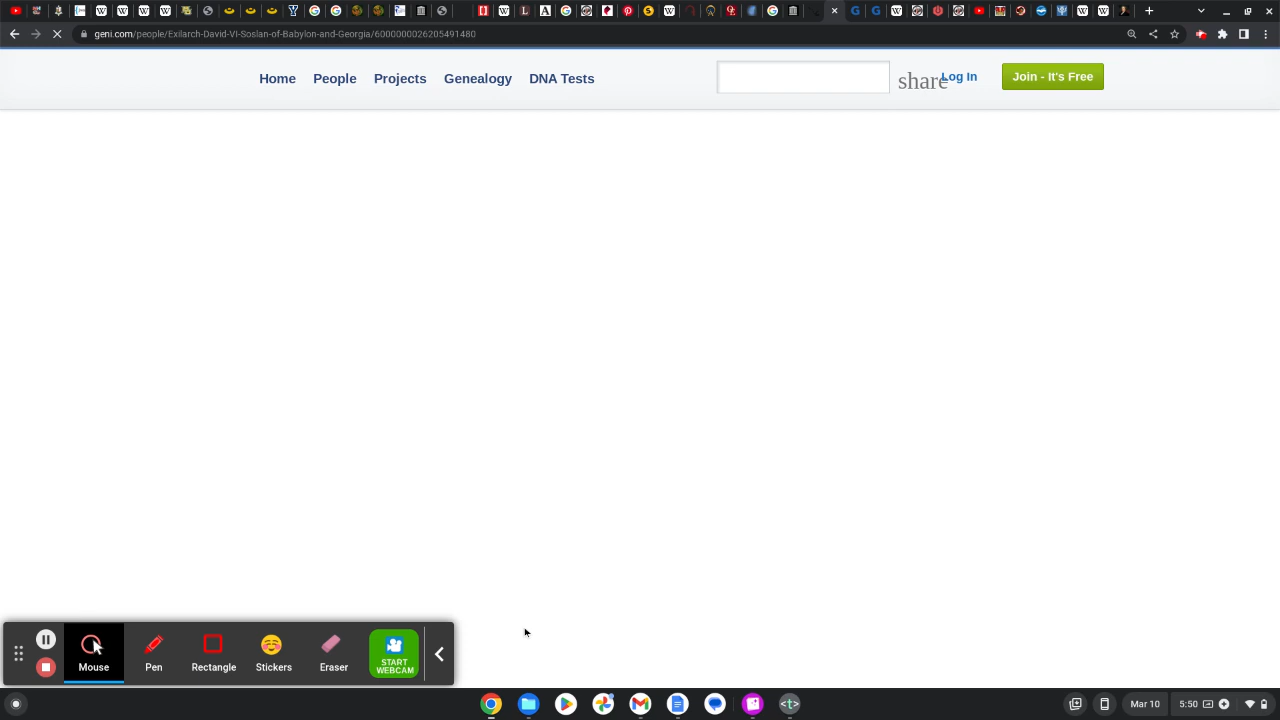 geni.com/people/Exilarch-David-VI-Soslan-of-Babylon-and-Georgia/6000000026205491480
Home People Projects Genealogy DNA Tests share Log In Join - It's Free
Mouse Pen Rectangle Stickers Eraser START WEBCAM
Mar 10 5:50